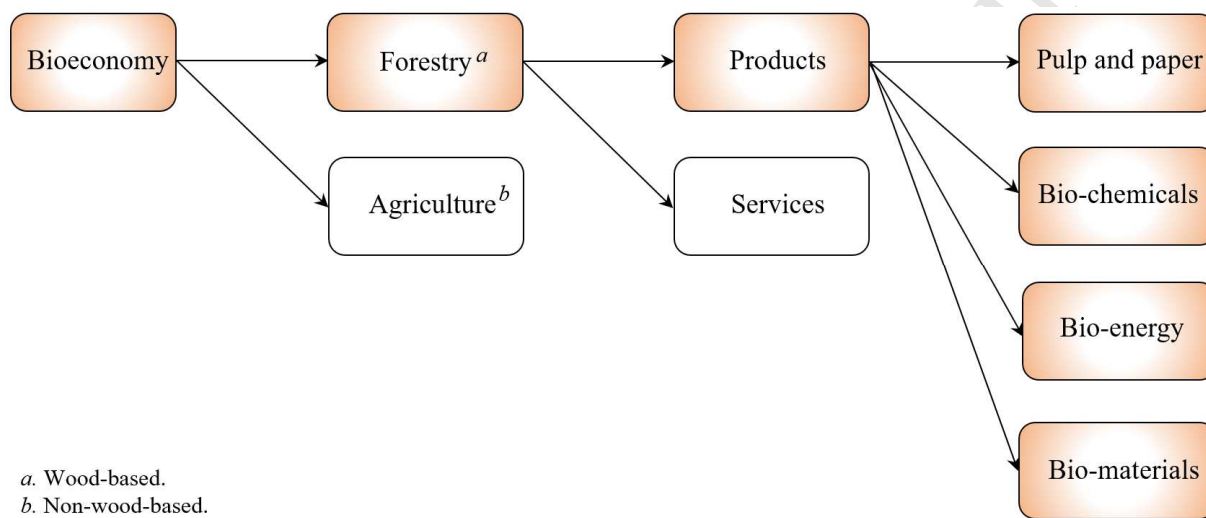 Bioeconomy
Forestry a
Products
Pulp and paper
Agriculture b
Services
Bio-chemicals
Bio-energy
Bio-materials
a. Wood-based.
b. Non-wood-based.